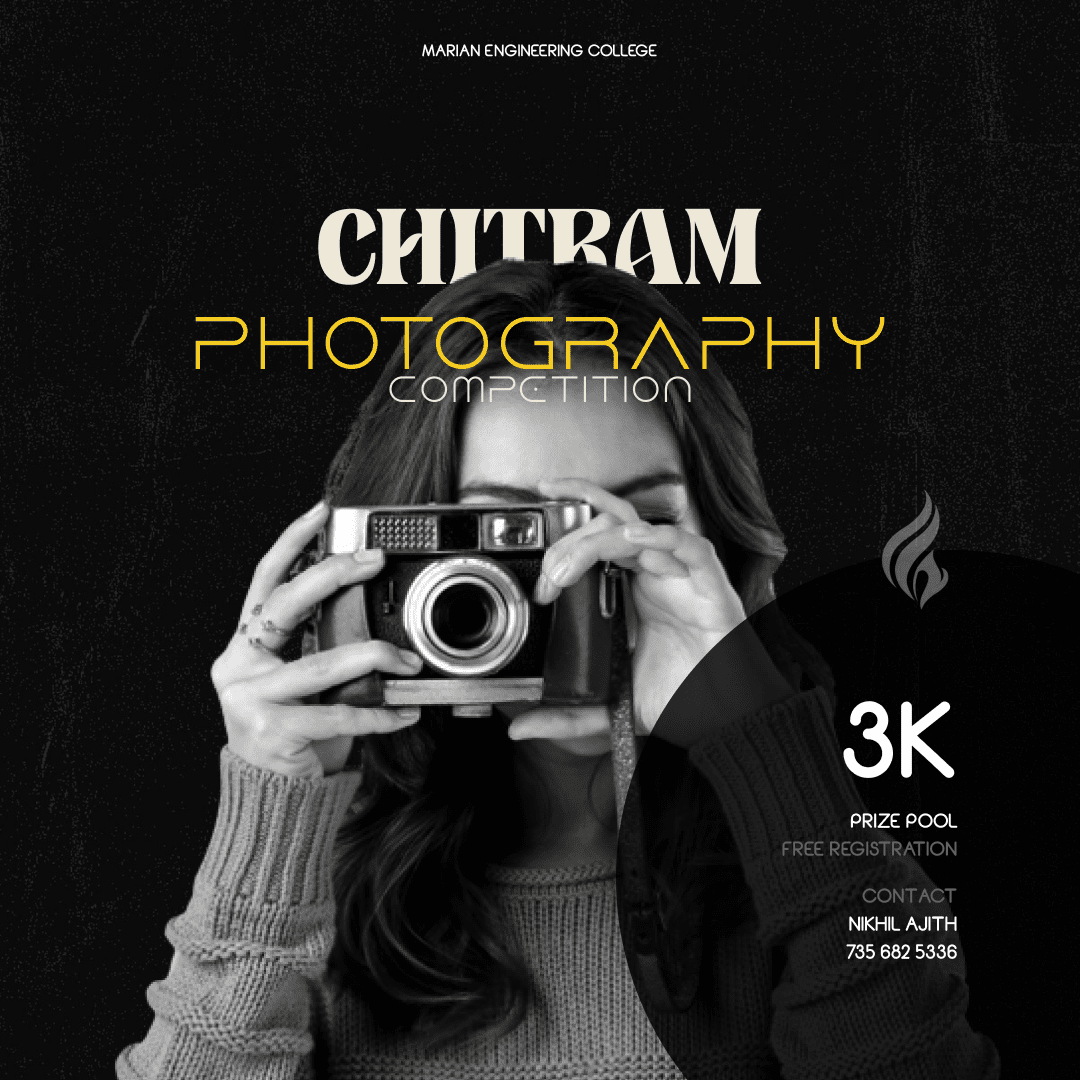 MARIAN ENGINEERING COLLEGE
CHITRAM
PHOTOGRAPHY
COMPETITION
3K
PRIZE POOL
FREE REGISTRATION
CONTACT
NIKHIL AJITH
735 682 5336